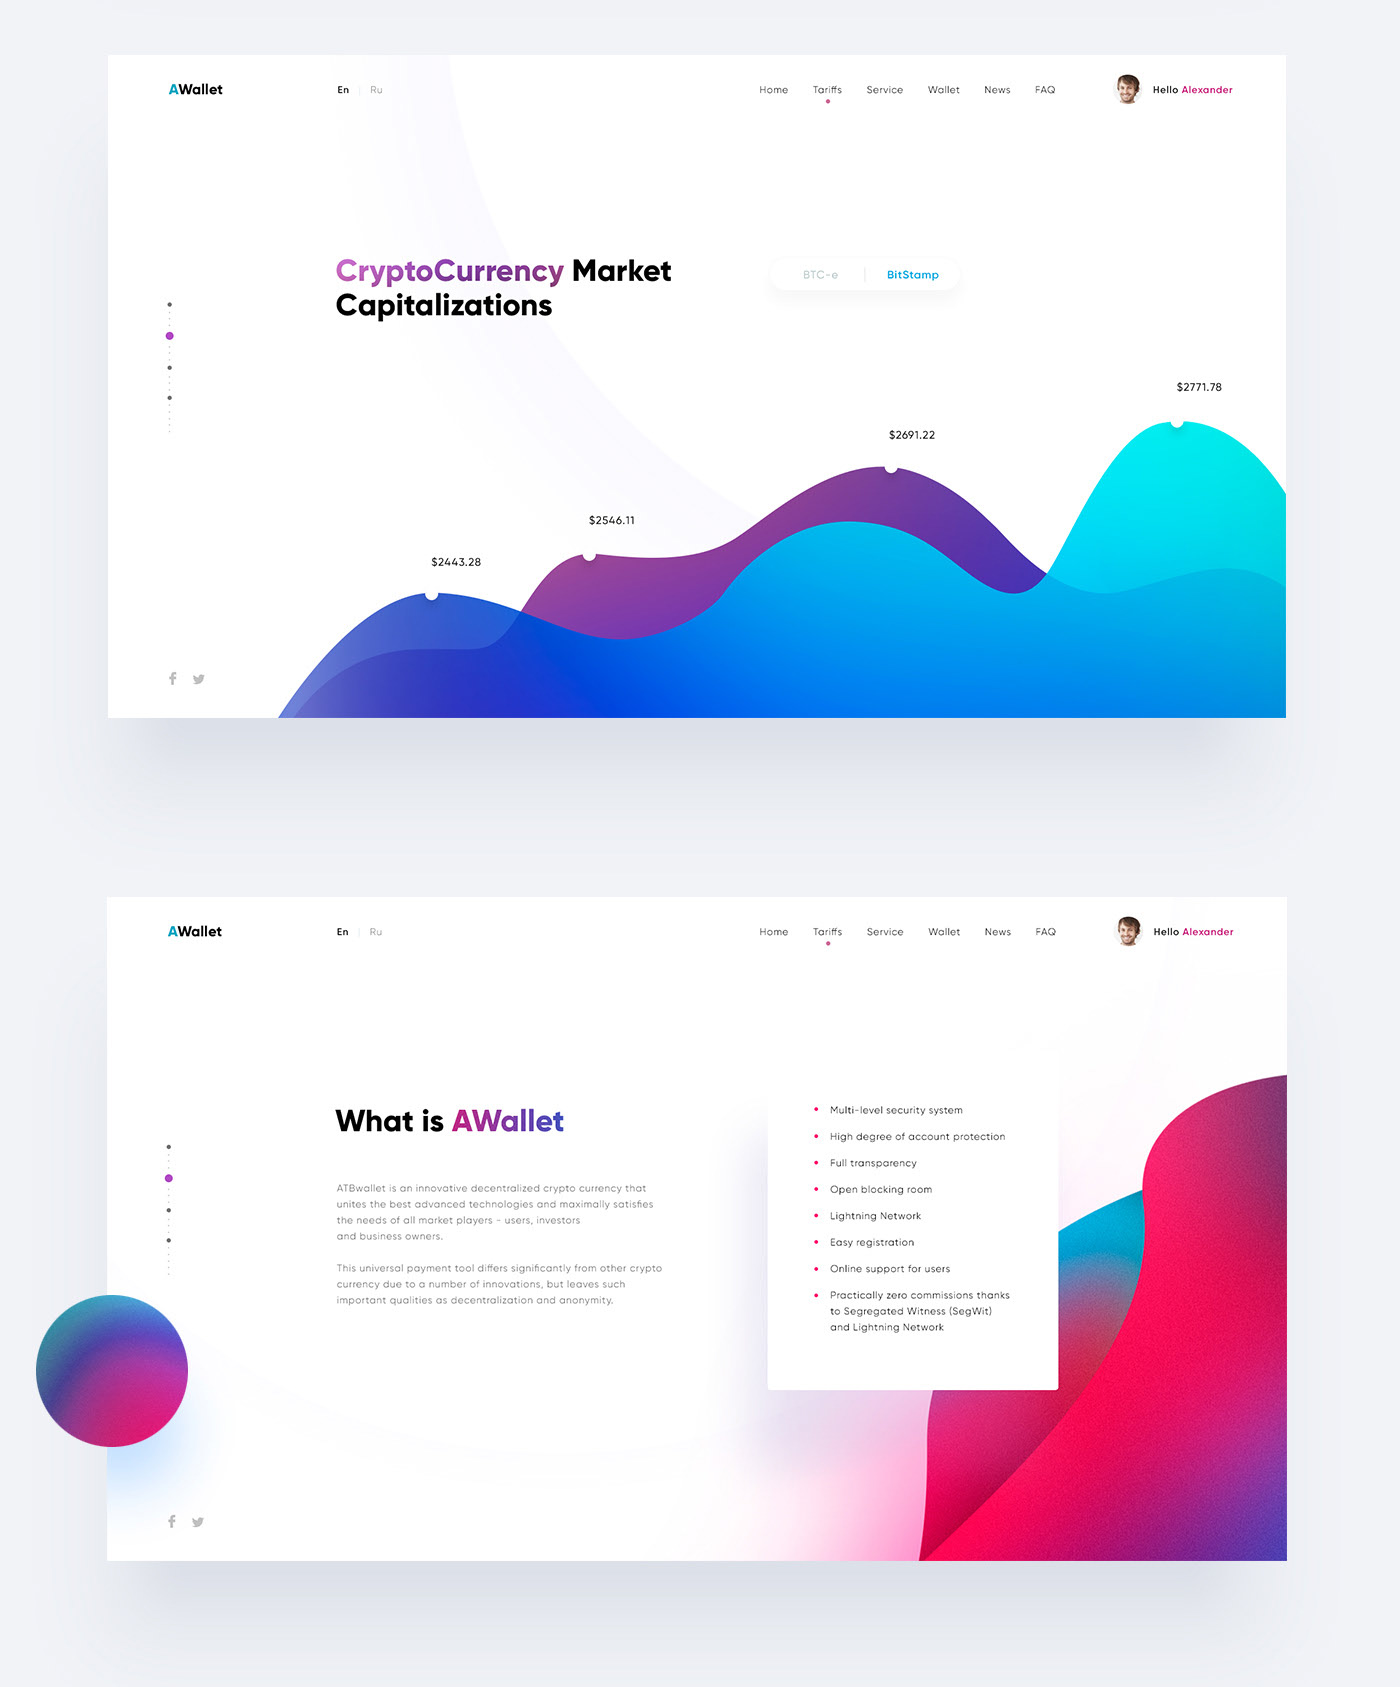 AWallet
En | Ru
Home Tariffs Service Wallet News FAQ
Hello Alexander
CryptoCurrency Market
Capitalizations
BTC-e | BitStamp
$2771.78
$2691.22
$2546.11
$2443.28
AWallet
En | Ru
Home Tariffs Service Wallet News FAQ
Hello Alexander
What is AWallet
ATBwallet is an innovative decentralized crypto currency that
unites the best advanced technologies and maximally satisfies
the needs of all market players - users, investors
and business owners.
This universal payment tool differs significantly from other crypto
currency due to a number of innovations, but leaves such
important qualities as decentralization and anonymity.
Multi-level security system
High degree of account protection
Full transparency
Open blocking room
Lightning Network
Easy registration
Online support for users
Practically zero commissions thanks
to Segregated Witness (SegWit)
and Lightning Network